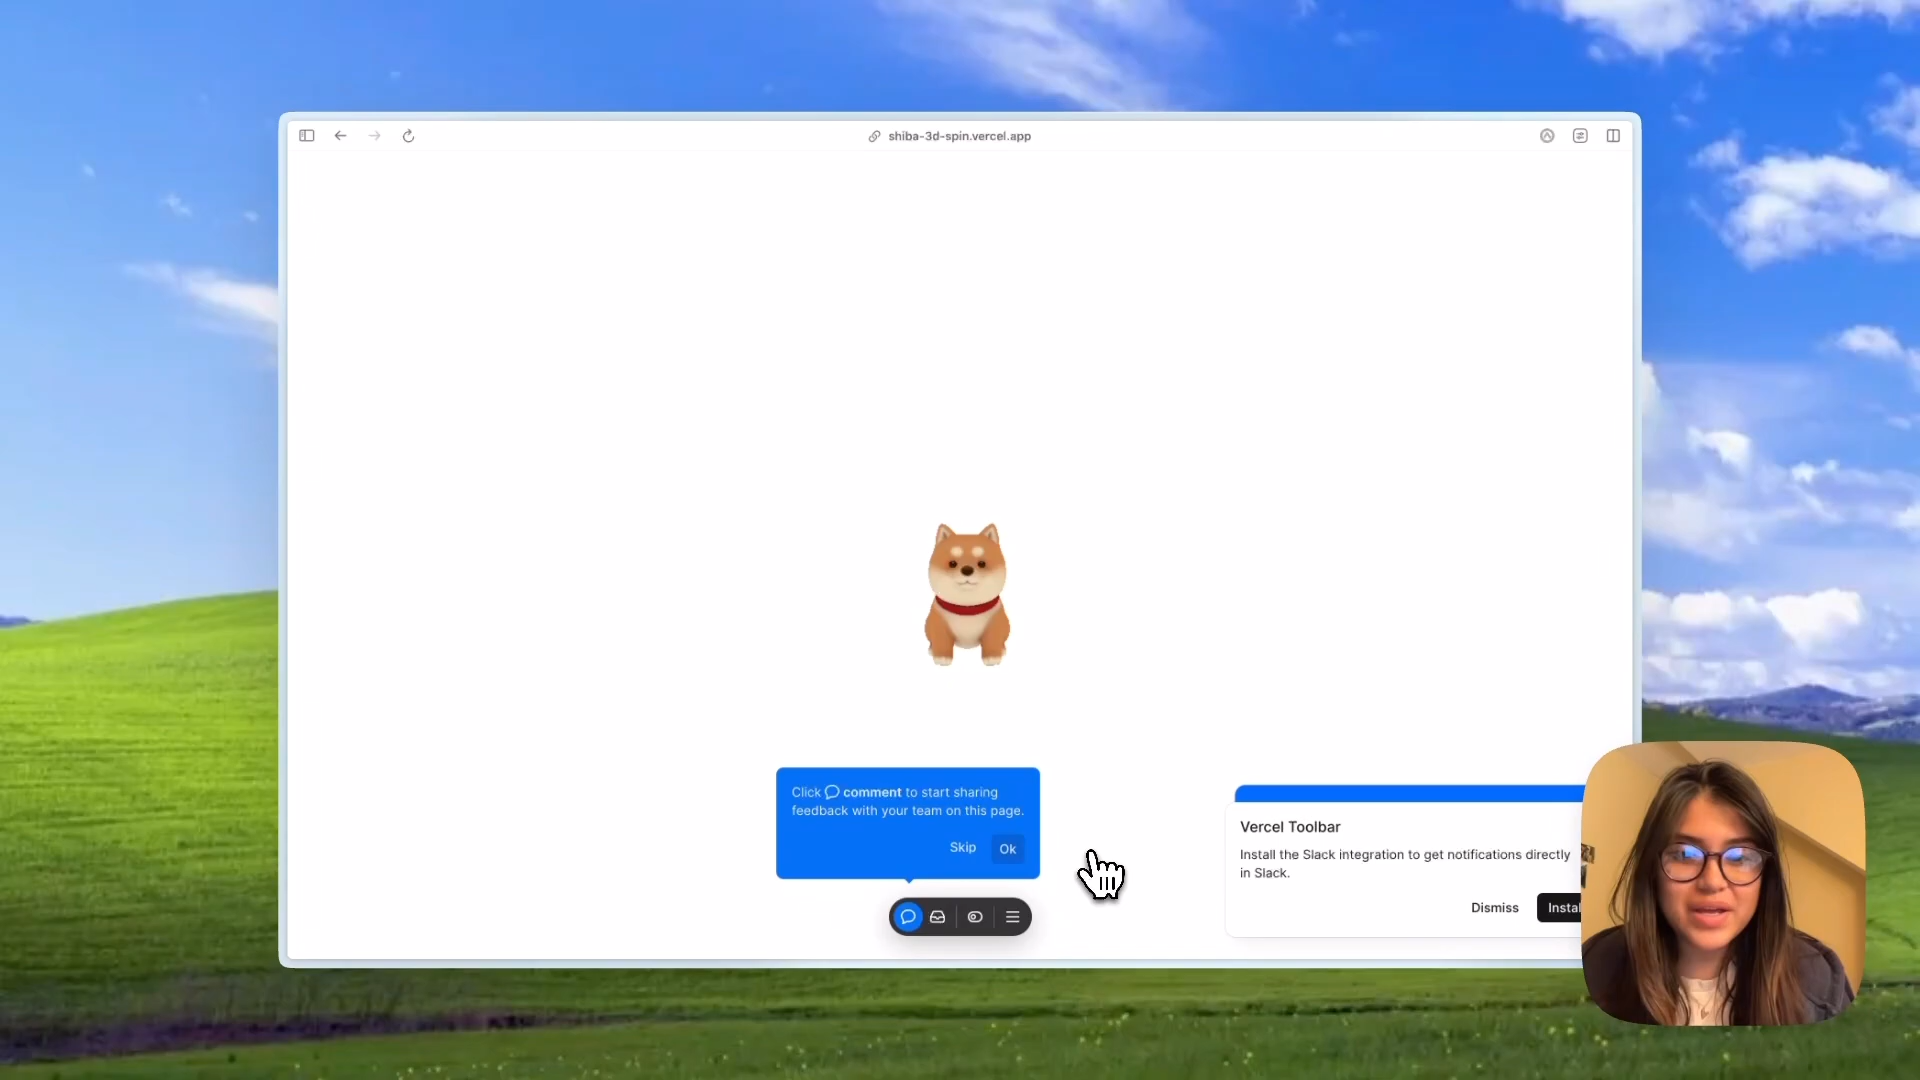 shiba-3d-spin.vercel.app
Click comment to start sharing
feedback with your team on this page.
Skip
Ok
Vercel Toolbar
Install the Slack integration to get notifications directly
in Slack.
Dismiss
Instal